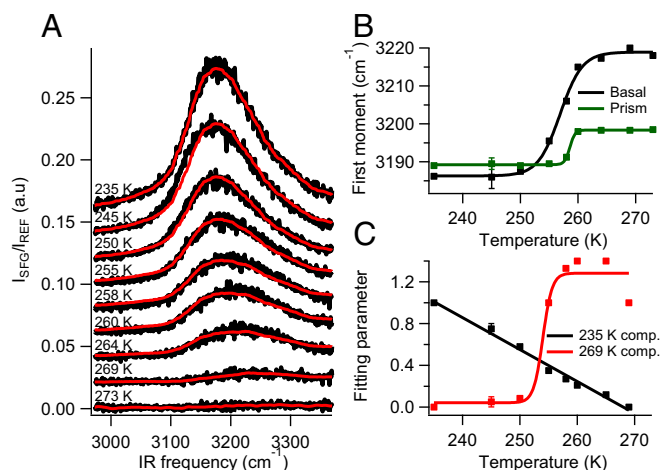 A
I_SFG/I_REF (a.u)
0.25
0.20
0.15
0.10
0.05
0.00
235 K
245 K
250 K
255 K
258 K
260 K
264 K
269 K
273 K
3000
3100
3200
3300
IR frequency (cm⁻¹)
B
First moment (cm⁻¹)
3220
3210
3200
3190
Basal
Prism
240
250
260
270
Temperature (K)
C
Fitting parameter
1.2
0.8
0.4
0.0
235 K comp.
269 K comp.
240
250
260
270
Temperature (K)